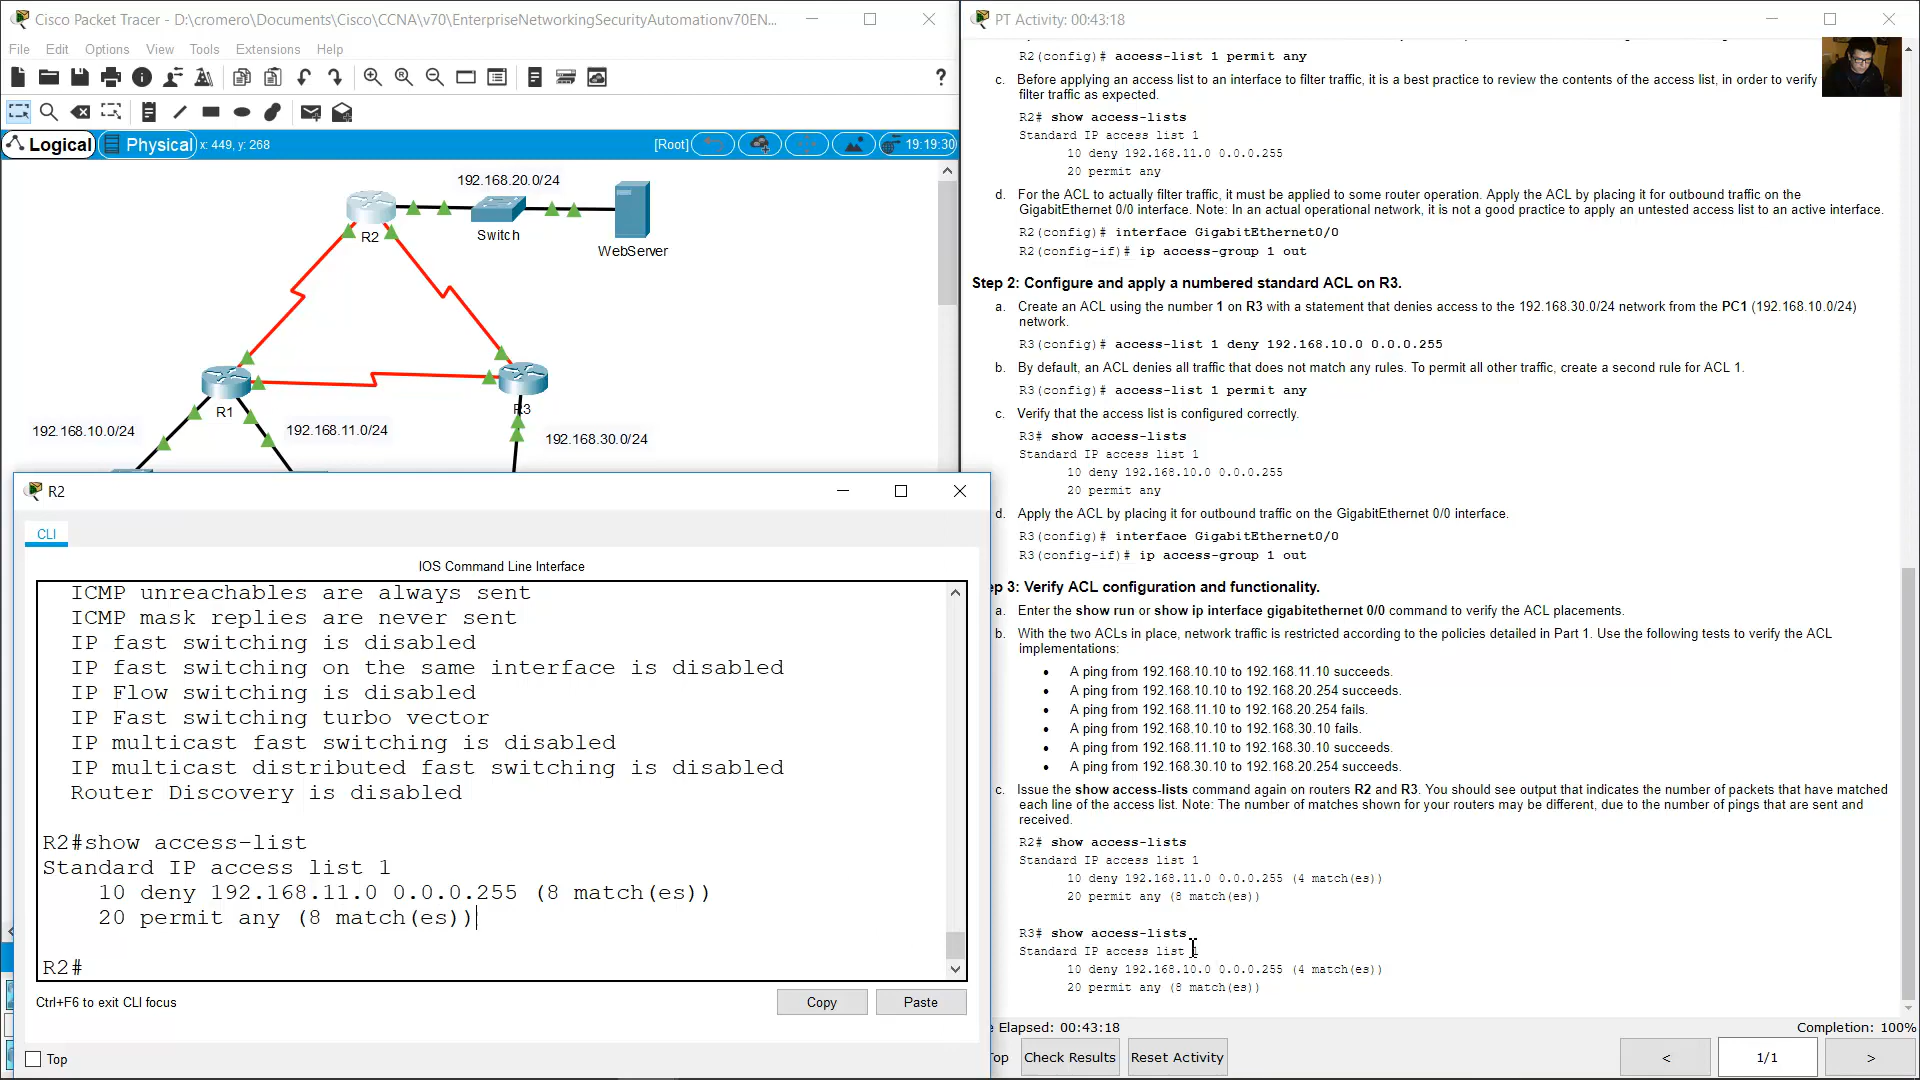 Cisco Packet Tracer - D:\cromero\Documents\Cisco\CCNA\v70\EnterpriseNetworkingSecurityAutomationv70EN...
File Edit Options View Tools Extensions Help
?
Logical
Physical
x: 449, y: 268
[Root]
19:19:30
192.168.20.0/24
R2
Switch
WebServer
R1
R3
192.168.10.0/24
192.168.11.0/24
192.168.30.0/24
R2
CLI
IOS Command Line Interface
ICMP unreachables are always sent
ICMP mask replies are never sent
IP fast switching is disabled
IP fast switching on the same interface is disabled
IP Flow switching is disabled
IP Fast switching turbo vector
IP multicast fast switching is disabled
IP multicast distributed fast switching is disabled
Router Discovery is disabled
R2#show access-list
Standard IP access list 1
10 deny 192.168.11.0 0.0.0.255 (8 match(es))
20 permit any (8 match(es))
R2#
Ctrl+F6 to exit CLI focus
Copy
Paste
Top
PT Activity: 00:43:18
R2(config)# access-list 1 permit any
c. Before applying an access list to an interface to filter traffic, it is a best practice to review the contents of the access list, in order to verify
filter traffic as expected.
R2# show access-lists
Standard IP access list 1
10 deny 192.168.11.0 0.0.0.255
20 permit any
d. For the ACL to actually filter traffic, it must be applied to some router operation. Apply the ACL by placing it for outbound traffic on the
GigabitEthernet 0/0 interface. Note: In an actual operational network, it is not a good practice to apply an untested access list to an active interface.
R2(config)# interface GigabitEthernet0/0
R2(config-if)# ip access-group 1 out
Step 2: Configure and apply a numbered standard ACL on R3.
a. Create an ACL using the number 1 on R3 with a statement that denies access to the 192.168.30.0/24 network from the PC1 (192.168.10.0/24)
network.
R3(config)# access-list 1 deny 192.168.10.0 0.0.0.255
b. By default, an ACL denies all traffic that does not match any rules. To permit all other traffic, create a second rule for ACL 1.
R3(config)# access-list 1 permit any
c. Verify that the access list is configured correctly.
R3# show access-lists
Standard IP access list 1
10 deny 192.168.10.0 0.0.0.255
20 permit any
d. Apply the ACL by placing it for outbound traffic on the GigabitEthernet 0/0 interface.
R3(config)# interface GigabitEthernet0/0
R3(config-if)# ip access-group 1 out
ep 3: Verify ACL configuration and functionality.
a. Enter the show run or show ip interface gigabitethernet 0/0 command to verify the ACL placements.
b. With the two ACLs in place, network traffic is restricted according to the policies detailed in Part 1. Use the following tests to verify the ACL
implementations:
• A ping from 192.168.10.10 to 192.168.11.10 succeeds.
• A ping from 192.168.10.10 to 192.168.20.254 succeeds.
• A ping from 192.168.11.10 to 192.168.20.254 fails.
• A ping from 192.168.10.10 to 192.168.30.10 fails.
• A ping from 192.168.11.10 to 192.168.30.10 succeeds.
• A ping from 192.168.30.10 to 192.168.20.254 succeeds.
c. Issue the show access-lists command again on routers R2 and R3. You should see output that indicates the number of packets that have matched
each line of the access list. Note: The number of matches shown for your routers may be different, due to the number of pings that are sent and
received.
R2# show access-lists
Standard IP access list 1
10 deny 192.168.11.0 0.0.0.255 (4 match(es))
20 permit any (8 match(es))
R3# show access-lists
Standard IP access list 1
10 deny 192.168.10.0 0.0.0.255 (4 match(es))
20 permit any (8 match(es))
e Elapsed: 00:43:18
Completion: 100%
op
Check Results
Reset Activity
<
1/1
>